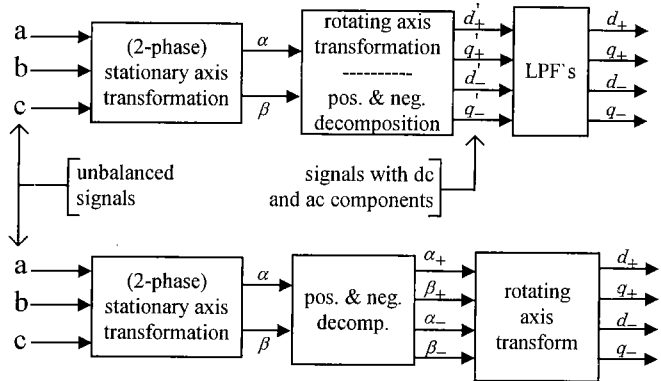 a
b
c
(2-phase)
stationary axis
transformation
α
β
rotating axis
transformation
----------
pos. & neg.
decomposition
d'+
q'+
d'−
q'−
LPF`s
d+
q+
d−
q−
unbalanced
signals
signals with dc
and ac components
a
b
c
(2-phase)
stationary axis
transformation
α
β
pos. & neg.
decomp.
α+
β+
α−
β−
rotating
axis
transform
d+
q+
d−
q−